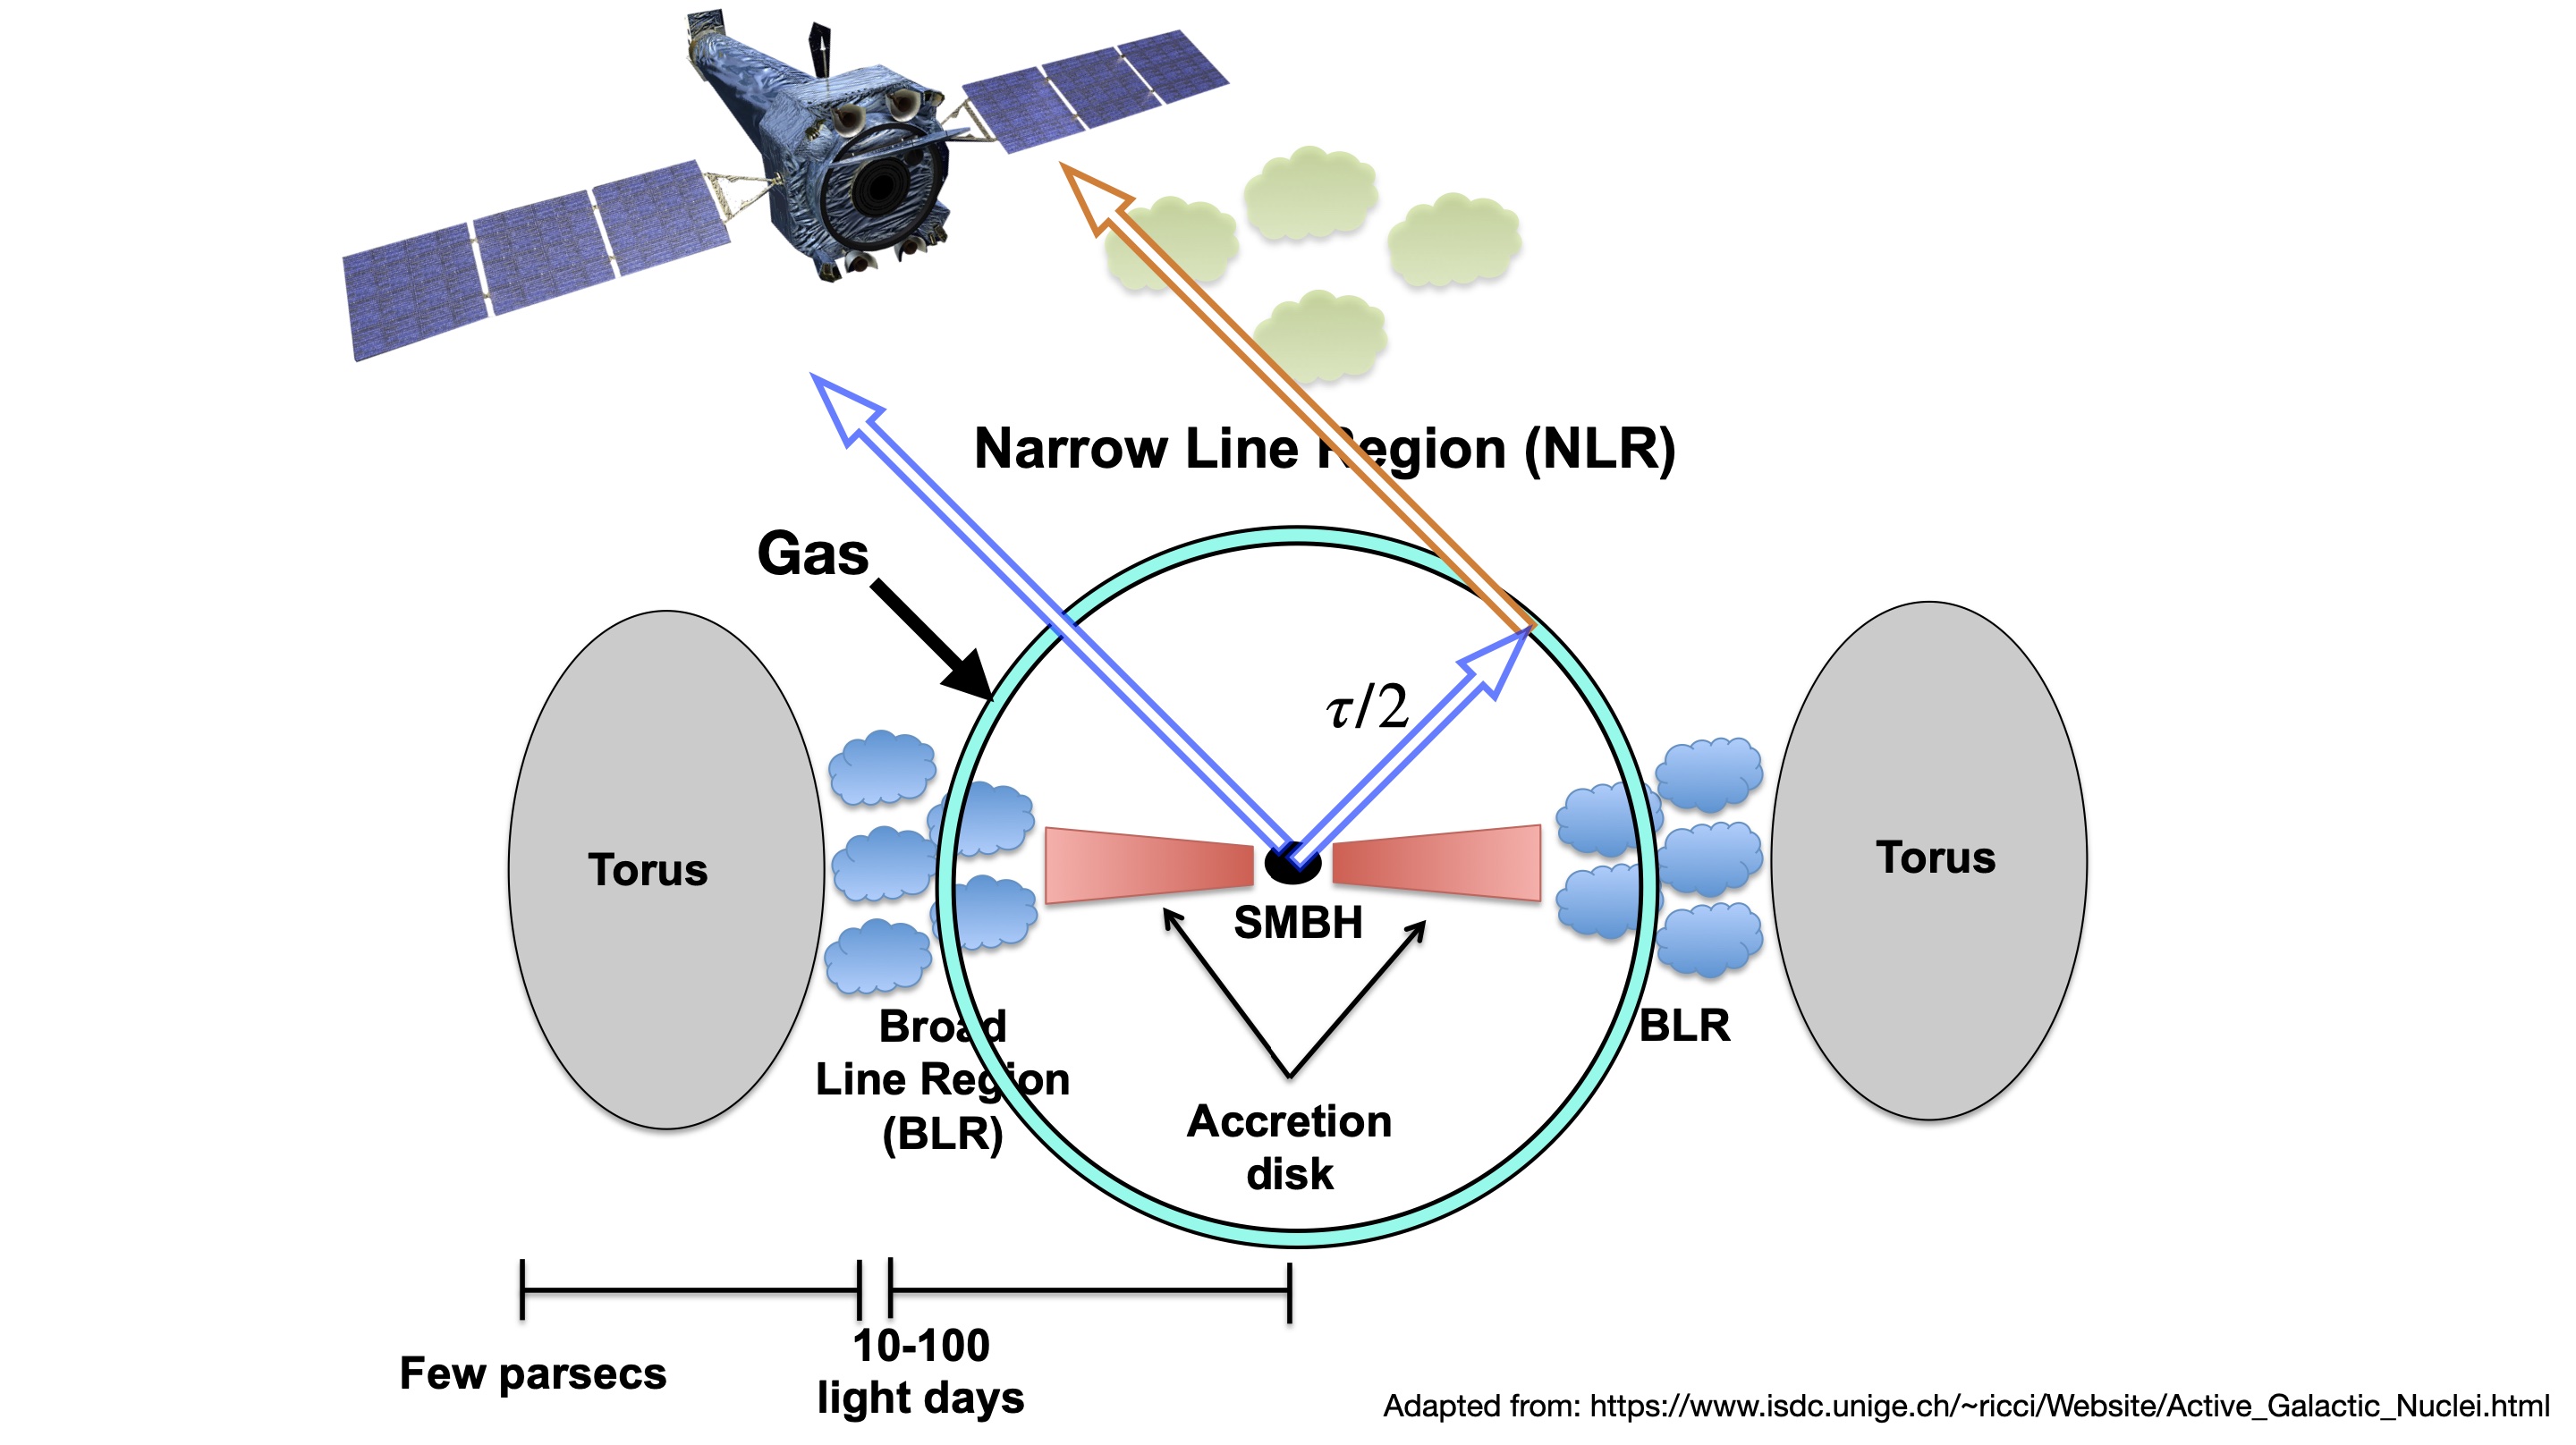 Narrow Line Region (NLR)
Gas
τ/2
Torus
Torus
SMBH
Broad
Line Region
(BLR)
BLR
Accretion
disk
Few parsecs
10-100
light days
Adapted from: https://www.isdc.unige.ch/~ricci/Website/Active_Galactic_Nuclei.html